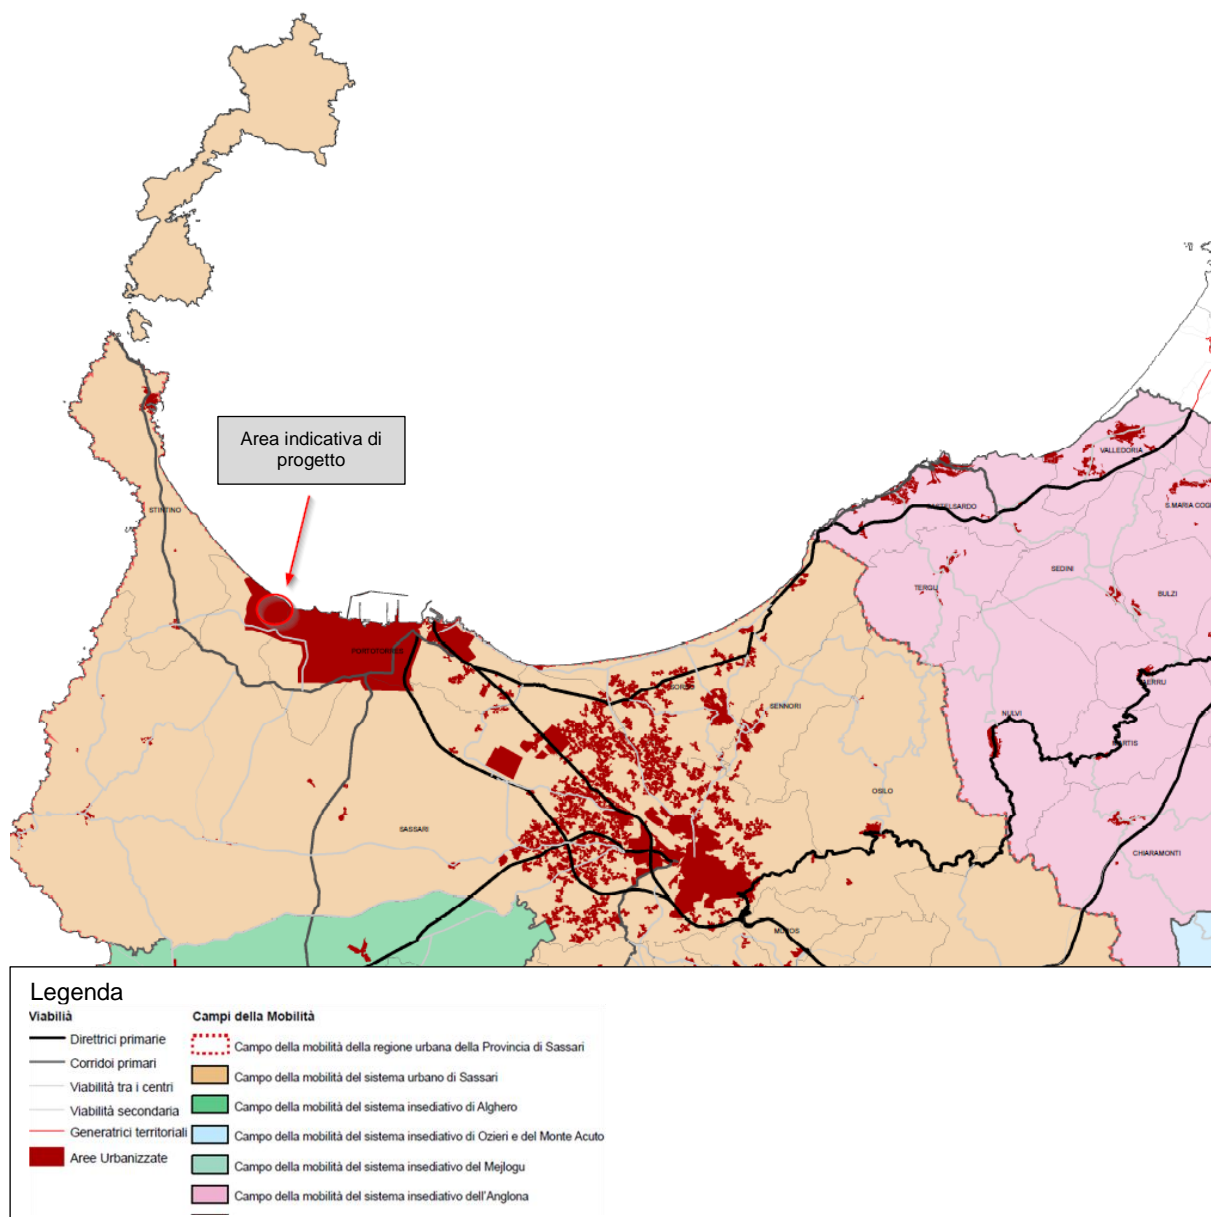 Area indicativa di
progetto
STINTINO
VALLEDORIA
CASTELSARDO
SEDINI
TERGU
BULZI
PORTOTORRES
SORSO
SENNORI
NULVI
MARTIS
OSILO
SASSARI
CHIARAMONTI
MUROS
Legenda
Viabilià
Direttrici primarie
Corridoi primari
Viabilità tra i centri
Viabilità secondaria
Generatrici territoriali
Aree Urbanizzate
Campi della Mobilità
Campo della mobilità della regione urbana della Provincia di Sassari
Campo della mobilità del sistema urbano di Sassari
Campo della mobilità del sistema insediativo di Alghero
Campo della mobilità del sistema insediativo di Ozieri e del Monte Acuto
Campo della mobilità del sistema insediativo del Mejlogu
Campo della mobilità del sistema insediativo dell'Anglona